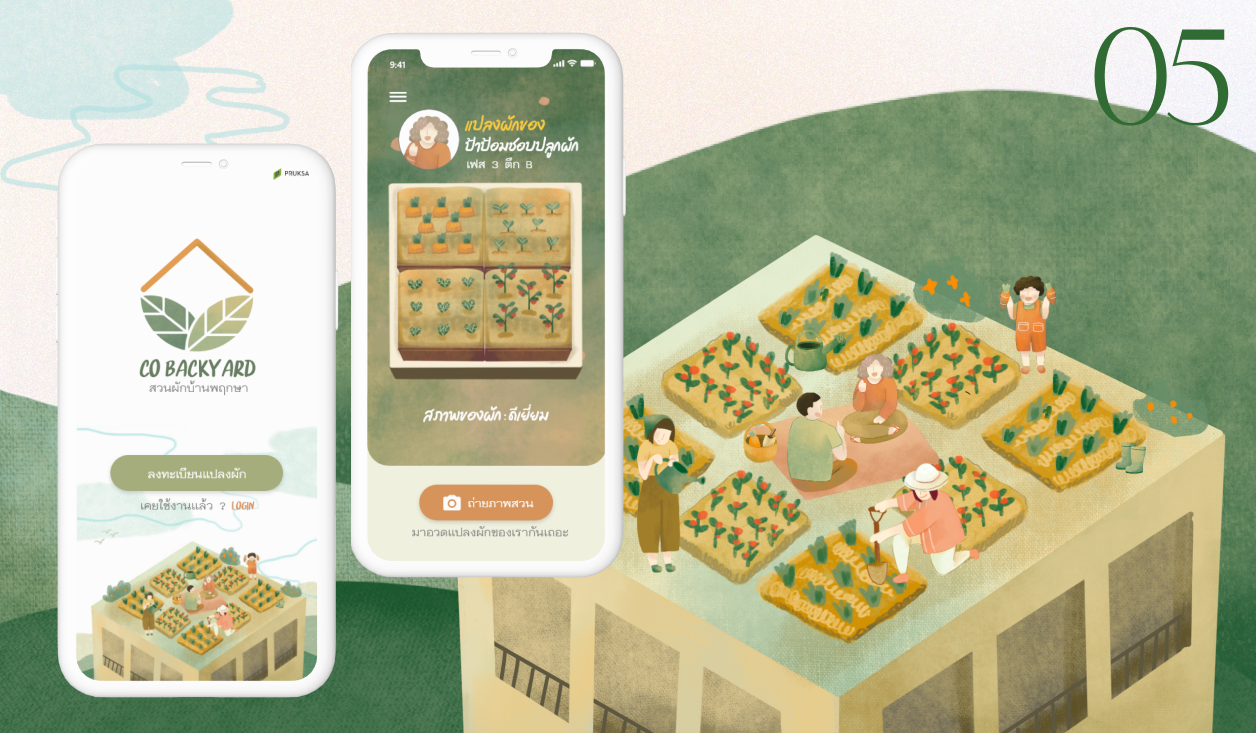 05
PRUKSA
CO BACKYARD
สวนผักบ้านพฤกษา
ลงทะเบียนแปลงผัก
เคยใช้งานแล้ว ? LOGIN
9:41
แปลงผักของ
ป้าป้อมชอบปลูกผัก
เฟส 3 ตึก B
สภาพของผัก : ดีเยี่ยม
ถ่ายภาพสวน
มาอวดแปลงผักของเรากันเถอะ